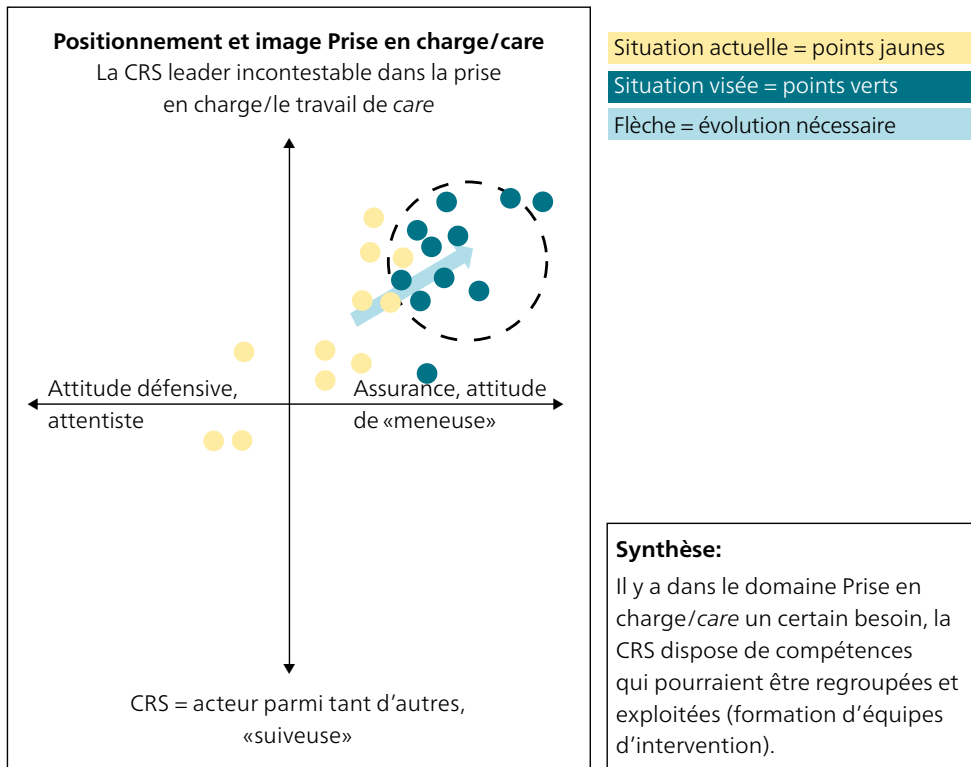 Positionnement et image Prise en charge/care
La CRS leader incontestable dans la prise
en charge/le travail de care
Attitude défensive,
attentiste
Assurance, attitude
de «meneuse»
CRS = acteur parmi tant d'autres,
«suiveuse»
Situation actuelle = points jaunes
Situation visée = points verts
Flèche = évolution nécessaire
Synthèse:
Il y a dans le domaine Prise en
charge/care un certain besoin, la
CRS dispose de compétences
qui pourraient être regroupées et
exploitées (formation d'équipes
d'intervention).